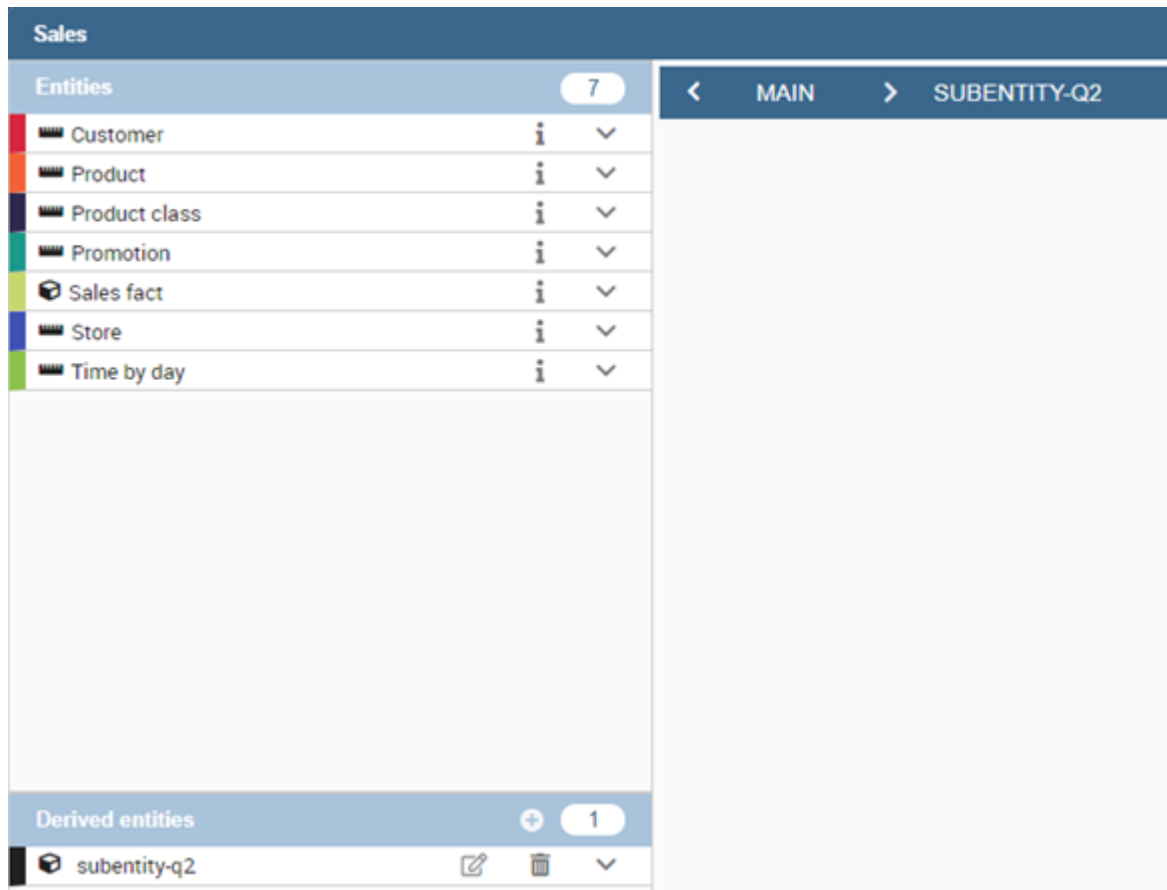 Sales
Entities 7
MAIN SUBENTITY-Q2
Customer
Product
Product class
Promotion
Sales fact
Store
Time by day
Derived entities 1
subentity-q2